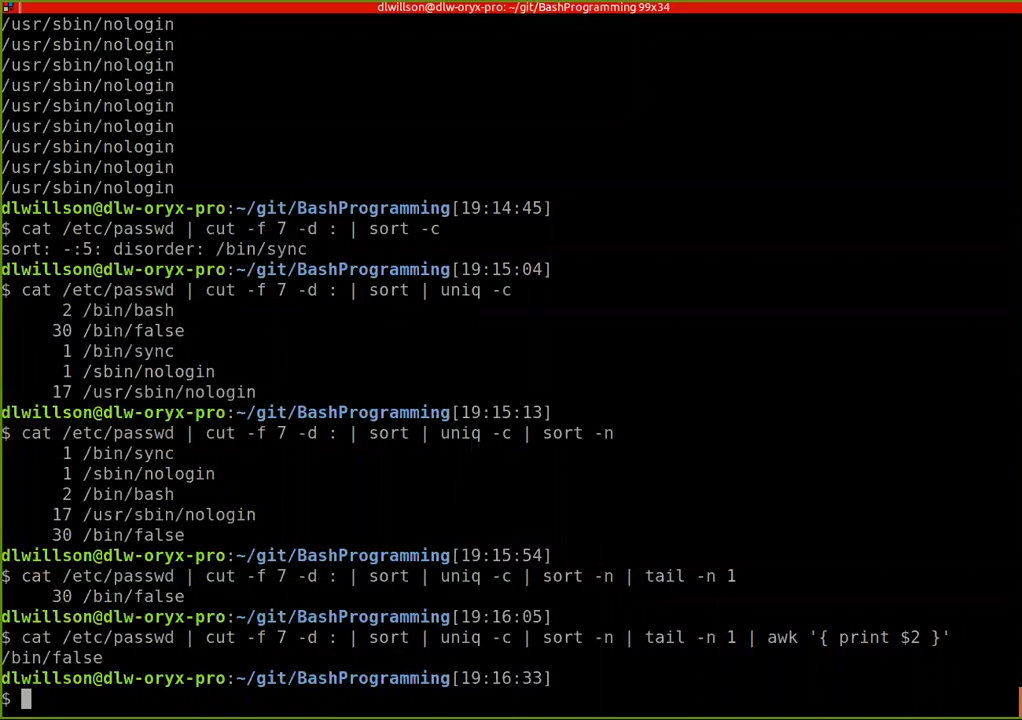 dlwillson@dlw-oryx-pro: ~/git/BashProgramming 99x34
/usr/sbin/nologin
/usr/sbin/nologin
/usr/sbin/nologin
/usr/sbin/nologin
/usr/sbin/nologin
/usr/sbin/nologin
/usr/sbin/nologin
/usr/sbin/nologin
/usr/sbin/nologin
dlwillson@dlw-oryx-pro:~/git/BashProgramming[19:14:45]
$ cat /etc/passwd | cut -f 7 -d : | sort -c
sort: -:5: disorder: /bin/sync
dlwillson@dlw-oryx-pro:~/git/BashProgramming[19:15:04]
$ cat /etc/passwd | cut -f 7 -d : | sort | uniq -c
      2 /bin/bash
     30 /bin/false
      1 /bin/sync
      1 /sbin/nologin
     17 /usr/sbin/nologin
dlwillson@dlw-oryx-pro:~/git/BashProgramming[19:15:13]
$ cat /etc/passwd | cut -f 7 -d : | sort | uniq -c | sort -n
      1 /bin/sync
      1 /sbin/nologin
      2 /bin/bash
     17 /usr/sbin/nologin
     30 /bin/false
dlwillson@dlw-oryx-pro:~/git/BashProgramming[19:15:54]
$ cat /etc/passwd | cut -f 7 -d : | sort | uniq -c | sort -n | tail -n 1
     30 /bin/false
dlwillson@dlw-oryx-pro:~/git/BashProgramming[19:16:05]
$ cat /etc/passwd | cut -f 7 -d : | sort | uniq -c | sort -n | tail -n 1 | awk '{ print $2 }'
/bin/false
dlwillson@dlw-oryx-pro:~/git/BashProgramming[19:16:33]
$